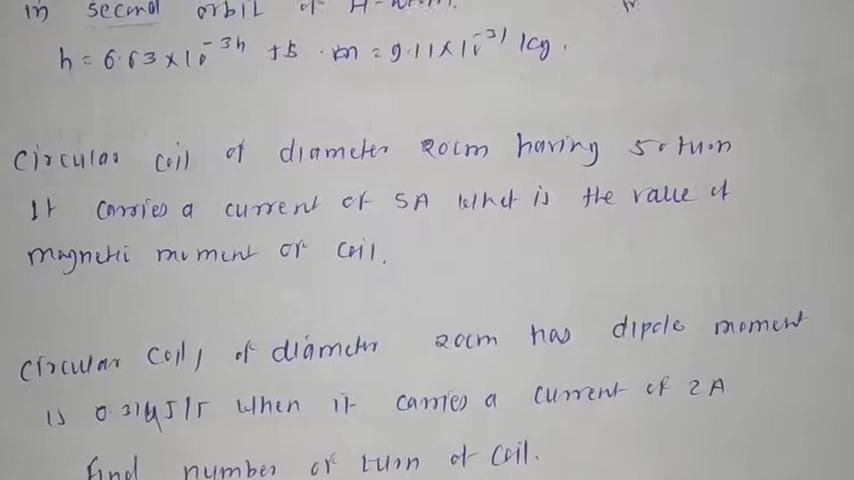 in second orbit of H-atom.
h = 6.63 × 10^-34 J-s . m = 9.11 × 10^-31 kg.
Circular coil of diameter 20cm having 50 turn
It carries a current of 5A what is the value of
magnetic moment of coil.
Circular coil, of diameter 20cm has dipole moment
is 0.314 J/T when it carries a current of 2A
find number of turn of coil.